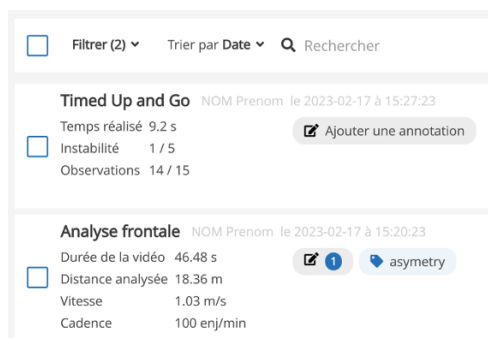 Filtrer (2) Trier par Date Rechercher
Timed Up and Go NOM Prenom le 2023-02-17 à 15:27:23
Temps réalisé 9.2 s
Ajouter une annotation
Instabilité 1 / 5
Observations 14 / 15
Analyse frontale NOM Prenom le 2023-02-17 à 15:20:23
Durée de la vidéo 46.48 s
1 asymetry
Distance analysée 18.36 m
Vitesse 1.03 m/s
Cadence 100 enj/min